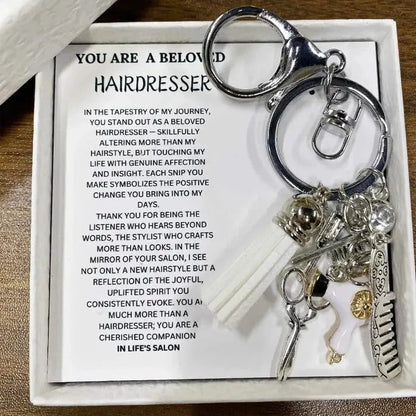 YOU ARE A BELOVED
HAIRDRESSER
IN THE TAPESTRY OF MY JOURNEY,
YOU STAND OUT AS A BELOVED
HAIRDRESSER — SKILLFULLY
ALTERING MORE THAN MY
HAIRSTYLE, BUT TOUCHING MY
LIFE WITH GENUINE AFFECTION
AND INSIGHT. EACH SNIP YOU
MAKE SYMBOLIZES THE POSITIVE
CHANGE YOU BRING INTO MY
DAYS.
THANK YOU FOR BEING THE
LISTENER WHO HEARS BEYOND
WORDS, THE STYLIST WHO CRAFTS
MORE THAN LOOKS. IN THE
MIRROR OF YOUR SALON, I SEE
NOT ONLY A NEW HAIRSTYLE BUT A
REFLECTION OF THE JOYFUL,
UPLIFTED SPIRIT YOU
CONSISTENTLY EVOKE. YOU
MUCH MORE THAN A
HAIRDRESSER; YOU ARE A
CHERISHED COMPANION
IN LIFE'S SALON